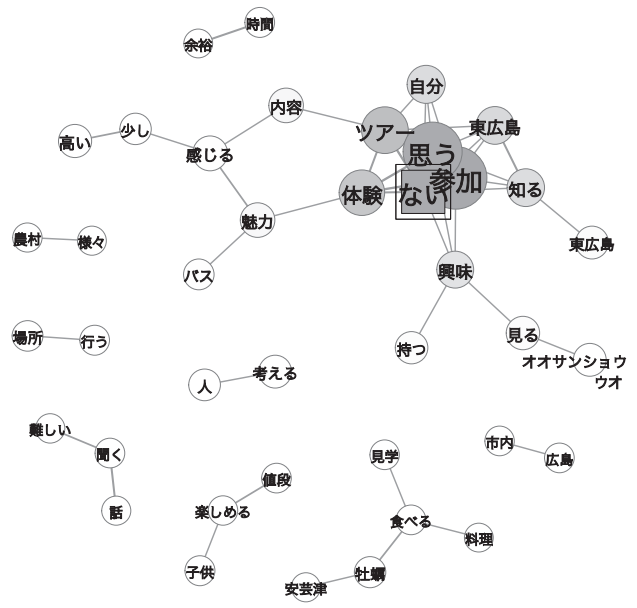 時間
余裕
自分
内容
ツアー
東広島
少し
高い
感じる
思う
参加
体験
ない
知る
魅力
農村
様々
東広島
バス
興味
場所
行う
持つ
見る
オオサンショウ
ウオ
人
考える
難しい
聞く
話
市内
広島
見学
値段
楽しめる
食べる
料理
子供
牡蠣
安芸津